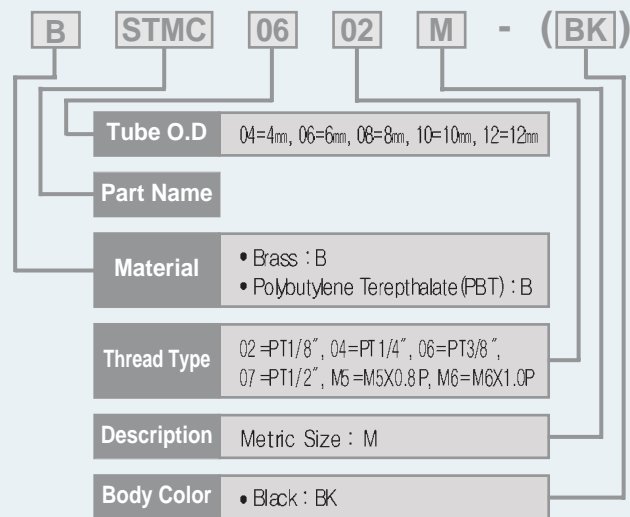 B STMC 06 02 M - (BK)
Tube O.D 04=4㎜, 06=6㎜, 08=8㎜, 10=10㎜, 12=12㎜
Part Name
Material
• Brass : B
• Polybutylene Terepthalate(PBT) : B
Thread Type
02=PT1/8″, 04=PT1/4″, 06=PT3/8″,
07=PT1/2″, M5=M5X0.8P, M6=M6X1.0P
Description Metric Size : M
Body Color • Black : BK